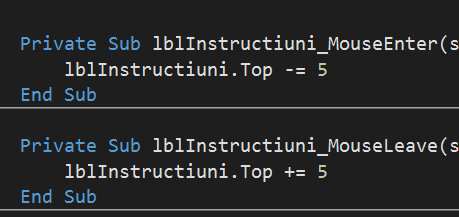 Private Sub lblInstructiuni_MouseEnter(s
lblInstructiuni.Top -= 5
End Sub
Private Sub lblInstructiuni_MouseLeave(s
lblInstructiuni.Top += 5
End Sub